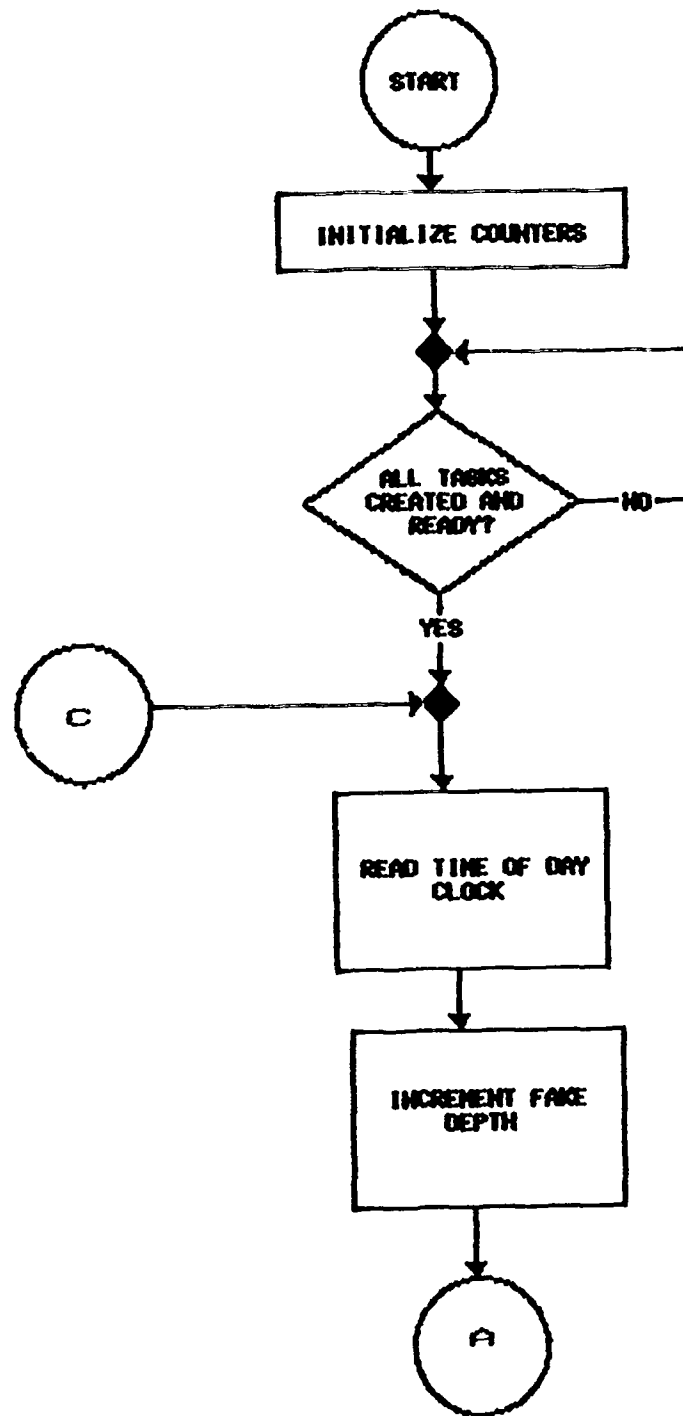 START
INITIALIZE COUNTERS
ALL TASKS
CREATED AND
READY?
NO
YES
C
READ TIME OF DAY
CLOCK
INCREMENT FAKE
DEPTH
A